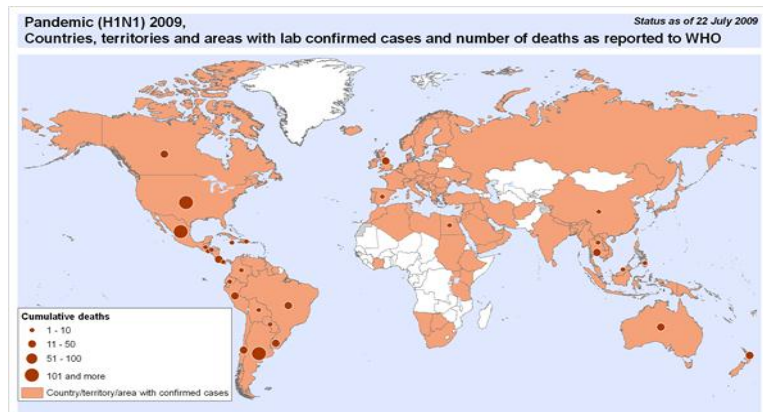 Pandemic (H1N1) 2009,
Status as of 22 July 2009
Countries, territories and areas with lab confirmed cases and number of deaths as reported to WHO
Cumulative deaths
1 - 10
11 - 50
51 - 100
101 and more
Country/territory/area with confirmed cases